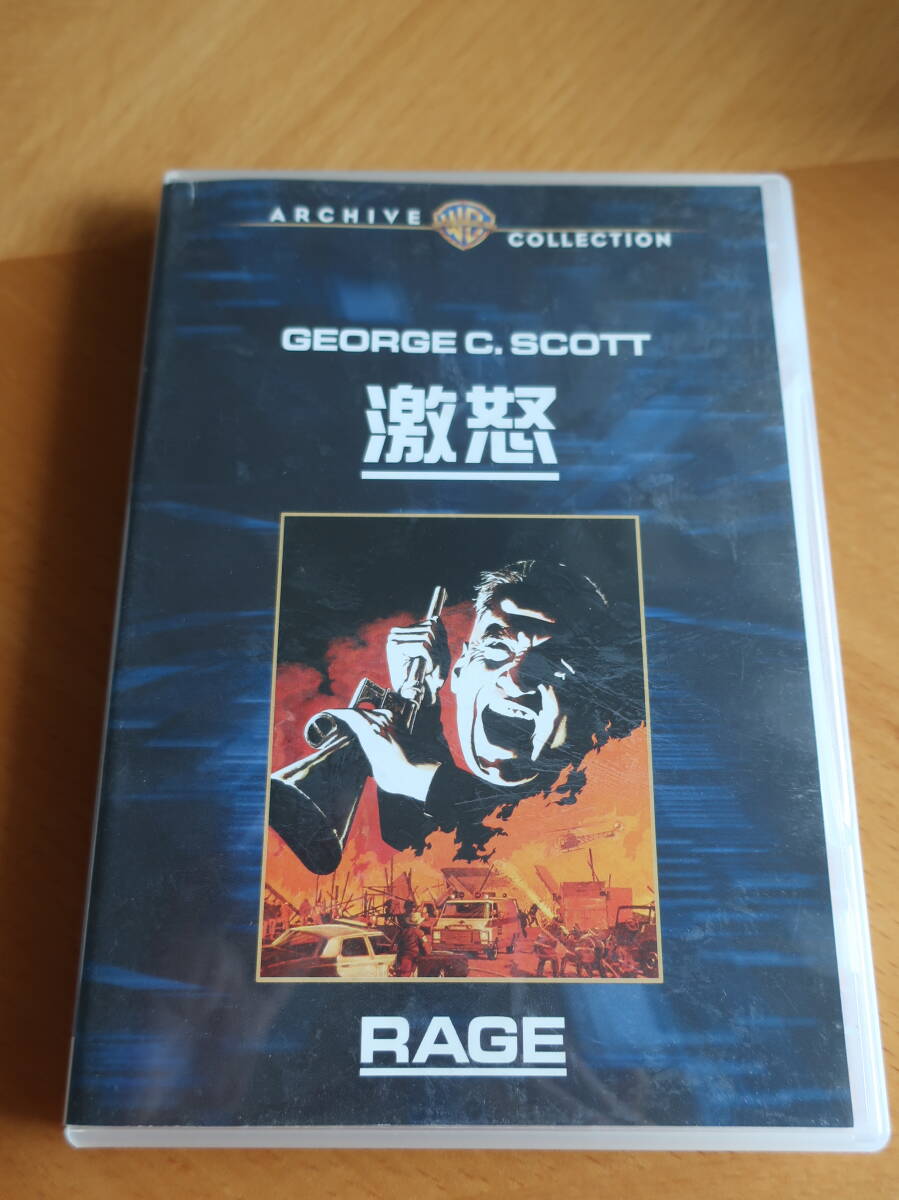 ARCHIVE WB COLLECTION
GEORGE C. SCOTT
激怒
RAGE